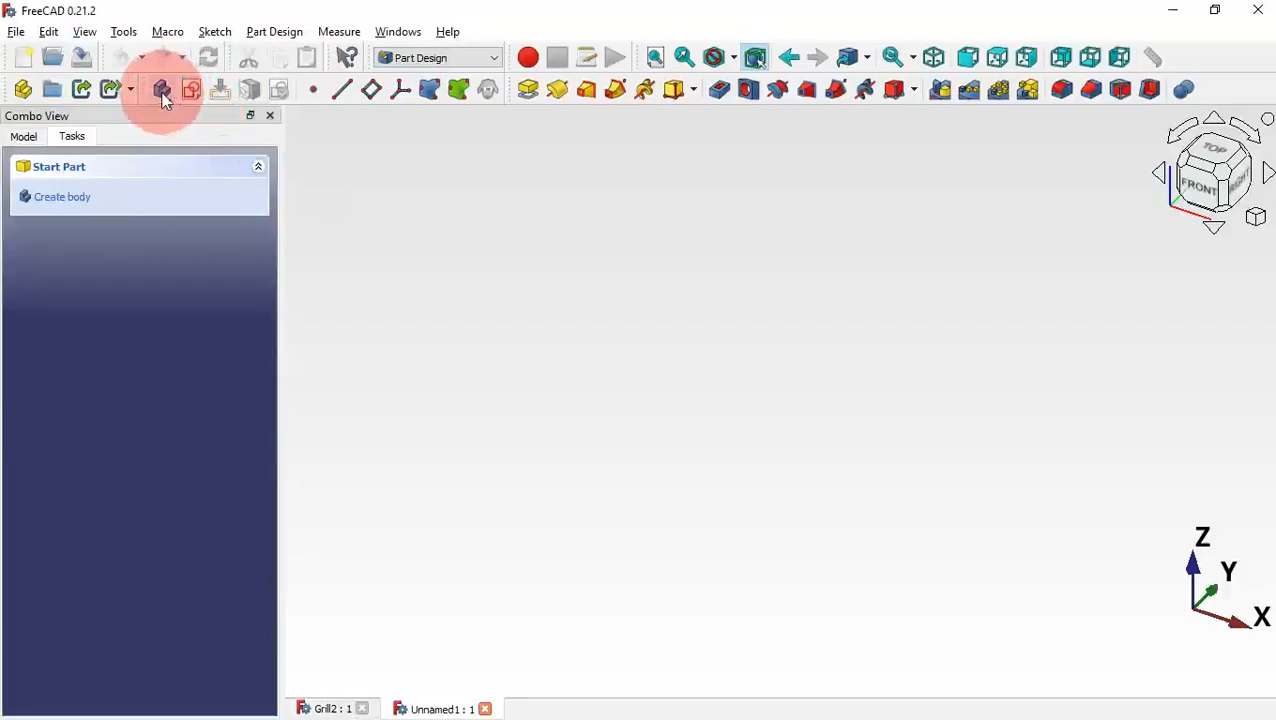 FreeCAD 0.21.2
File Edit View Tools Macro Sketch Part Design Measure Windows Help
Part Design
Combo View
Model Tasks
Start Part
Create body
TOP
FRONT
RIGHT
Z
Y
X
Grill2 : 1
Unnamed1 : 1